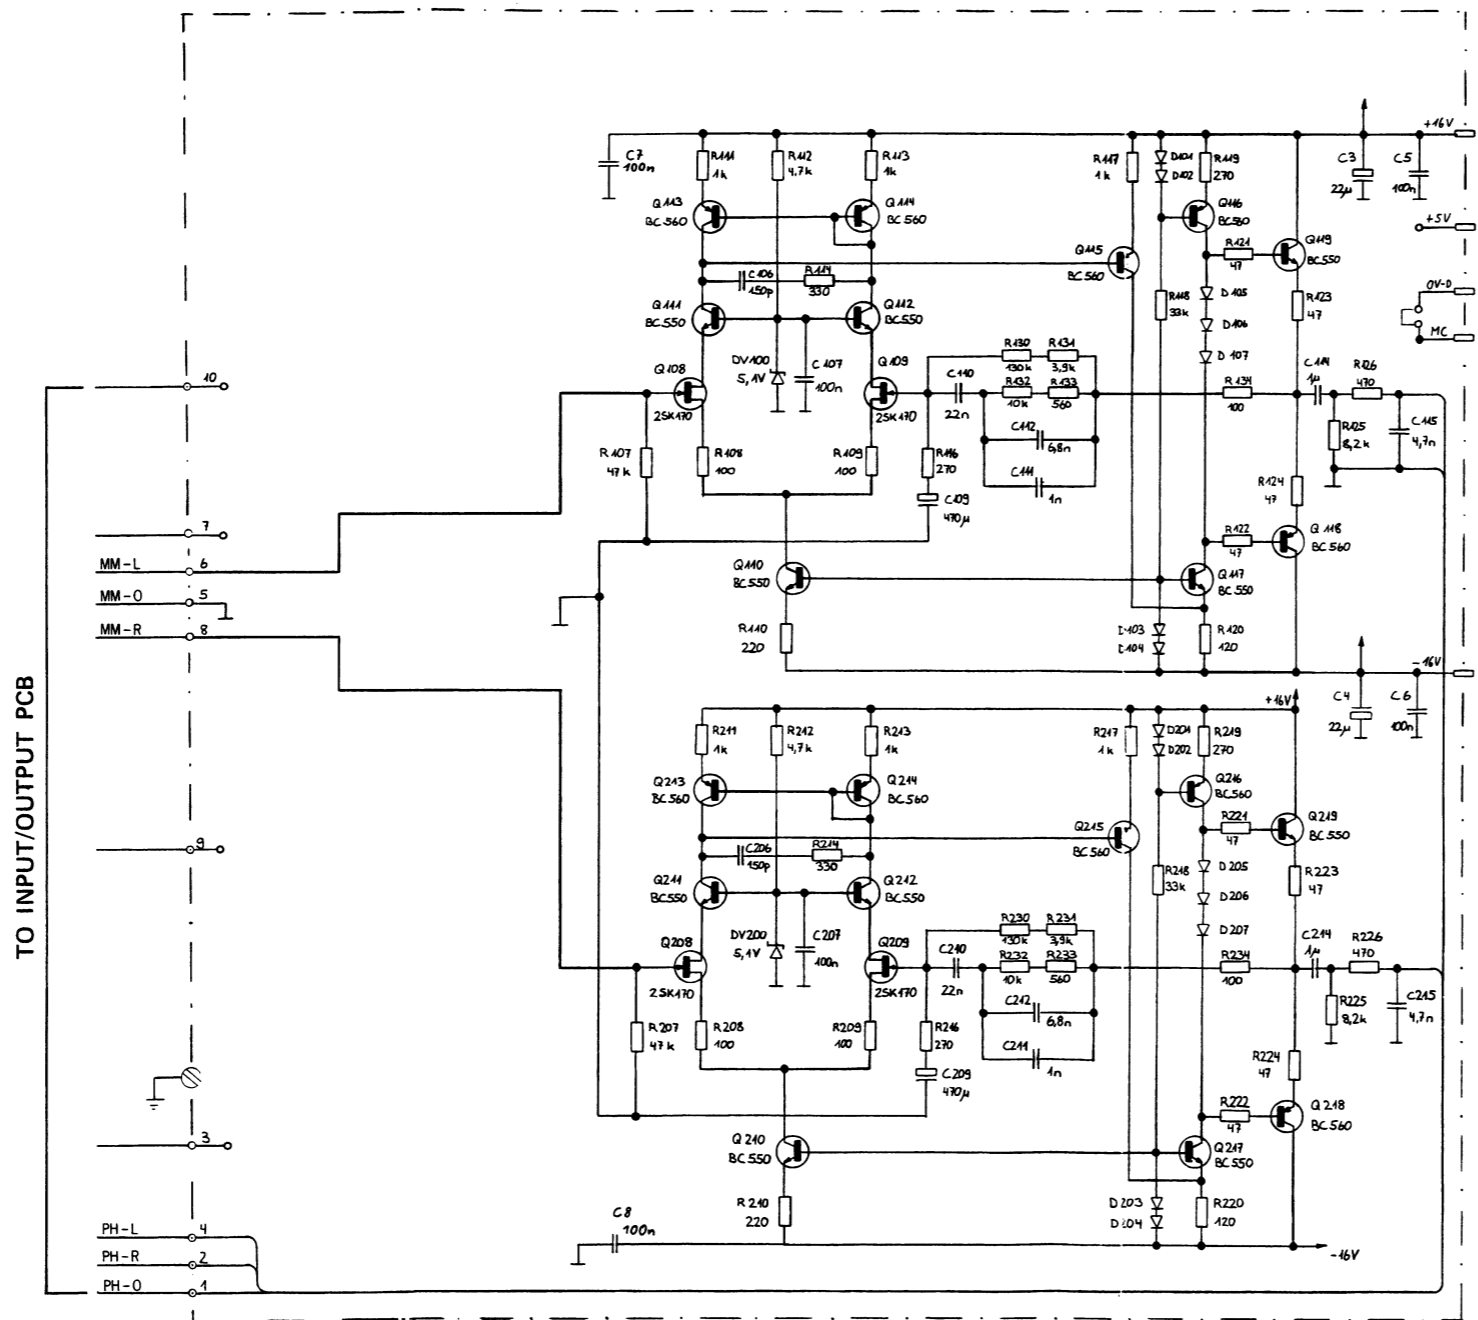 +16V
C7
100n
R111
1k
R112
4,7k
R113
1k
R117
1k
D101
D102
R119
270
C3
22µ
C5
100n
Q113
BC560
Q114
BC560
Q116
BC560
+5V
Q115
BC560
R121
47
Q119
BC550
C106
150p
R114
330
D105
0V-D
R118
33k
R123
47
Q111
BC550
Q112
BC550
D106
MC
DV100
5,1V
C107
100n
R130
130k
R131
3,9k
D107
10
Q108
2SK170
Q109
2SK170
C110
22n
R132
10k
R133
560
R134
100
C114
1µ
R126
470
R107
47k
R108
100
R109
100
R116
270
C112
6,8n
R125
8,2k
C115
4,7n
C111
1n
C109
470µ
R124
47
7
R122
47
Q118
BC560
MM-L
6
Q110
BC550
Q117
BC550
MM-0
5
MM-R
8
R110
220
D103
D104
R120
120
-16V
+16V
C4
22µ
C6
100n
TO INPUT/OUTPUT PCB
R211
1k
R212
4,7k
R213
1k
R217
1k
D201
D202
R219
270
Q213
BC560
Q214
BC560
Q216
BC560
Q215
BC560
R221
47
Q219
BC550
9
C206
150p
R214
330
R218
33k
D205
R223
47
Q211
BC550
Q212
BC550
D206
DV200
5,1V
C207
100n
R230
130k
R231
3,9k
D207
Q208
2SK170
Q209
2SK170
C210
22n
R232
10k
R233
560
R234
100
C214
1µ
R226
470
R207
47k
R208
100
R209
100
R216
270
C212
6,8n
R225
8,2k
C215
4,7n
C211
1n
C209
470µ
R224
47
R222
47
Q218
BC560
3
Q210
BC550
Q217
BC550
R210
220
D203
D204
R220
120
C8
100n
-16V
PH-L
4
PH-R
2
PH-0
1